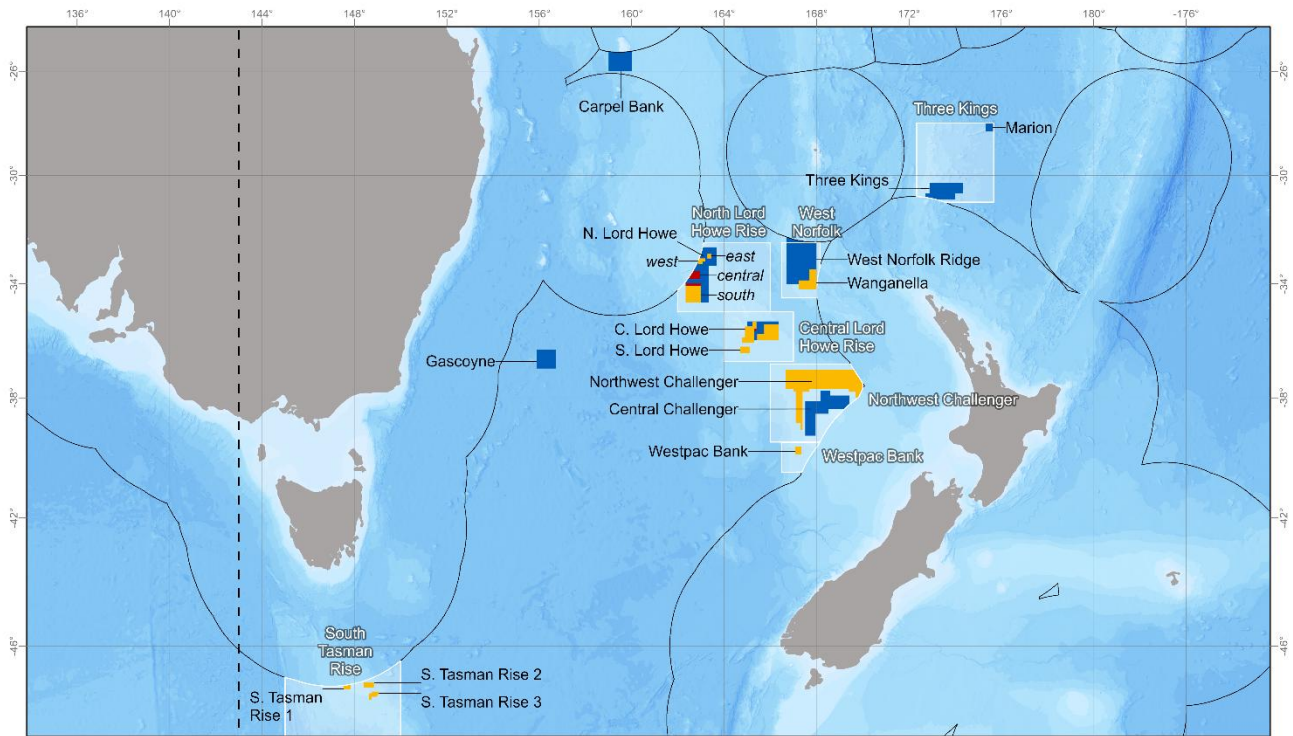 136°
140°
144°
148°
152°
156°
160°
164°
168°
172°
176°
180°
-176°
-26°
-26°
Carpel Bank
Three Kings
Marion
-30°
-30°
Three Kings
North Lord
Howe Rise
West
Norfolk
N. Lord Howe
west
east
central
south
West Norfolk Ridge
Wanganella
-34°
-34°
C. Lord Howe
S. Lord Howe
Central Lord
Howe Rise
Gascoyne
Northwest Challenger
Northwest Challenger
Central Challenger
-38°
-38°
Westpac Bank
Westpac Bank
-42°
-42°
-46°
-46°
South
Tasman
Rise
S. Tasman
Rise 1
S. Tasman Rise 2
S. Tasman Rise 3